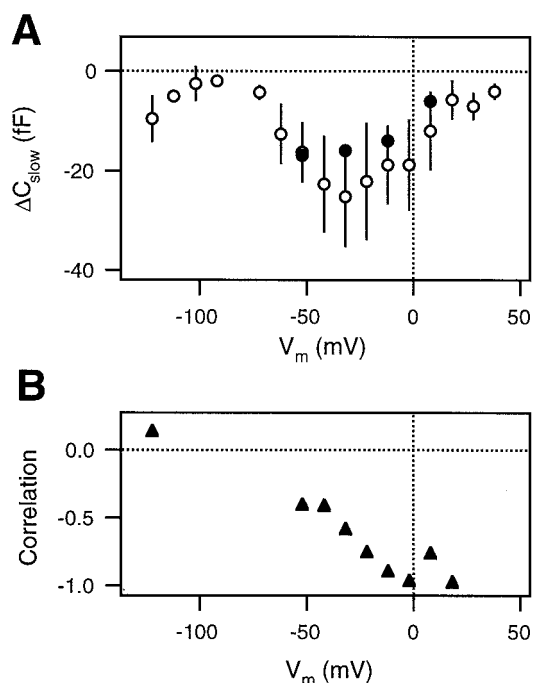 A
0
-20
-40
ΔC_slow (fF)
-100 -50 0 50
V_m (mV)
B
0.0
-0.5
-1.0
Correlation
-100 -50 0 50
V_m (mV)